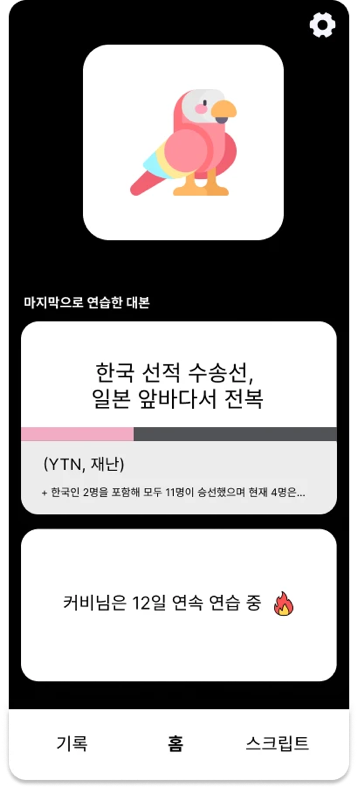 마지막으로 연습한 대본
한국 선적 수송선,
일본 앞바다서 전복
(YTN, 재난)
+ 한국인 2명을 포함해 모두 11명이 승선했으며 현재 4명은...
커비님은 12일 연속 연습 중 🔥
기록 홈 스크립트